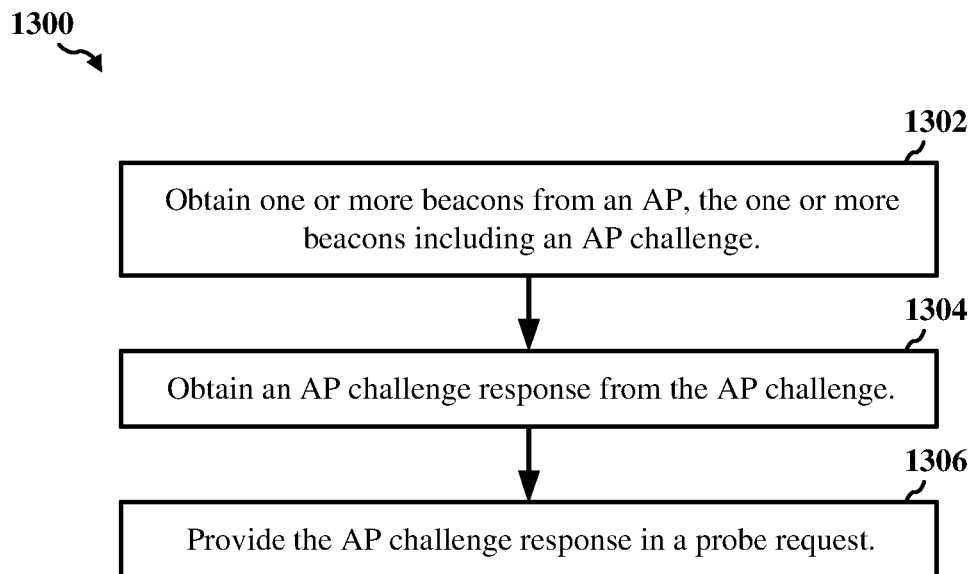 1300
1302
Obtain one or more beacons from an AP, the one or more
beacons including an AP challenge.
1304
Obtain an AP challenge response from the AP challenge.
1306
Provide the AP challenge response in a probe request.